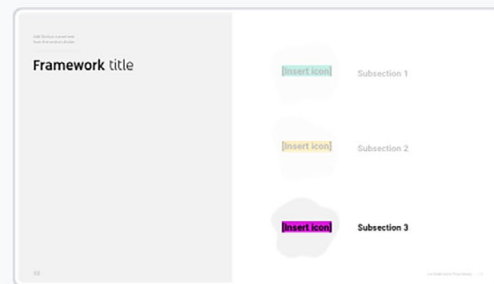 Framework title
[Insert icon]
Subsection 1
[Insert icon]
Subsection 2
[Insert icon]
Subsection 3